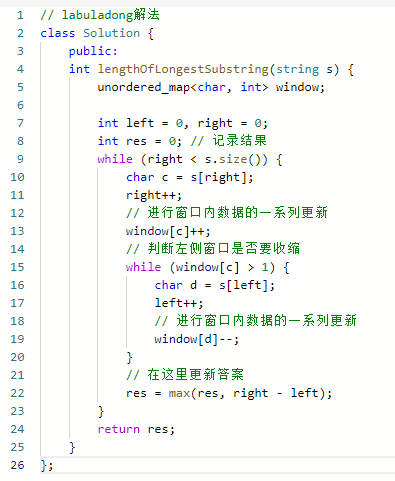 1 // labuladong解法
2 class Solution {
3 public:
4 int lengthOfLongestSubstring(string s) {
5 unordered_map<char, int> window;
6
7 int left = 0, right = 0;
8 int res = 0; // 记录结果
9 while (right < s.size()) {
10 char c = s[right];
11 right++;
12 // 进行窗口内数据的一系列更新
13 window[c]++;
14 // 判断左侧窗口是否要收缩
15 while (window[c] > 1) {
16 char d = s[left];
17 left++;
18 // 进行窗口内数据的一系列更新
19 window[d]--;
20 }
21 // 在这里更新答案
22 res = max(res, right - left);
23 }
24 return res;
25 }
26 };